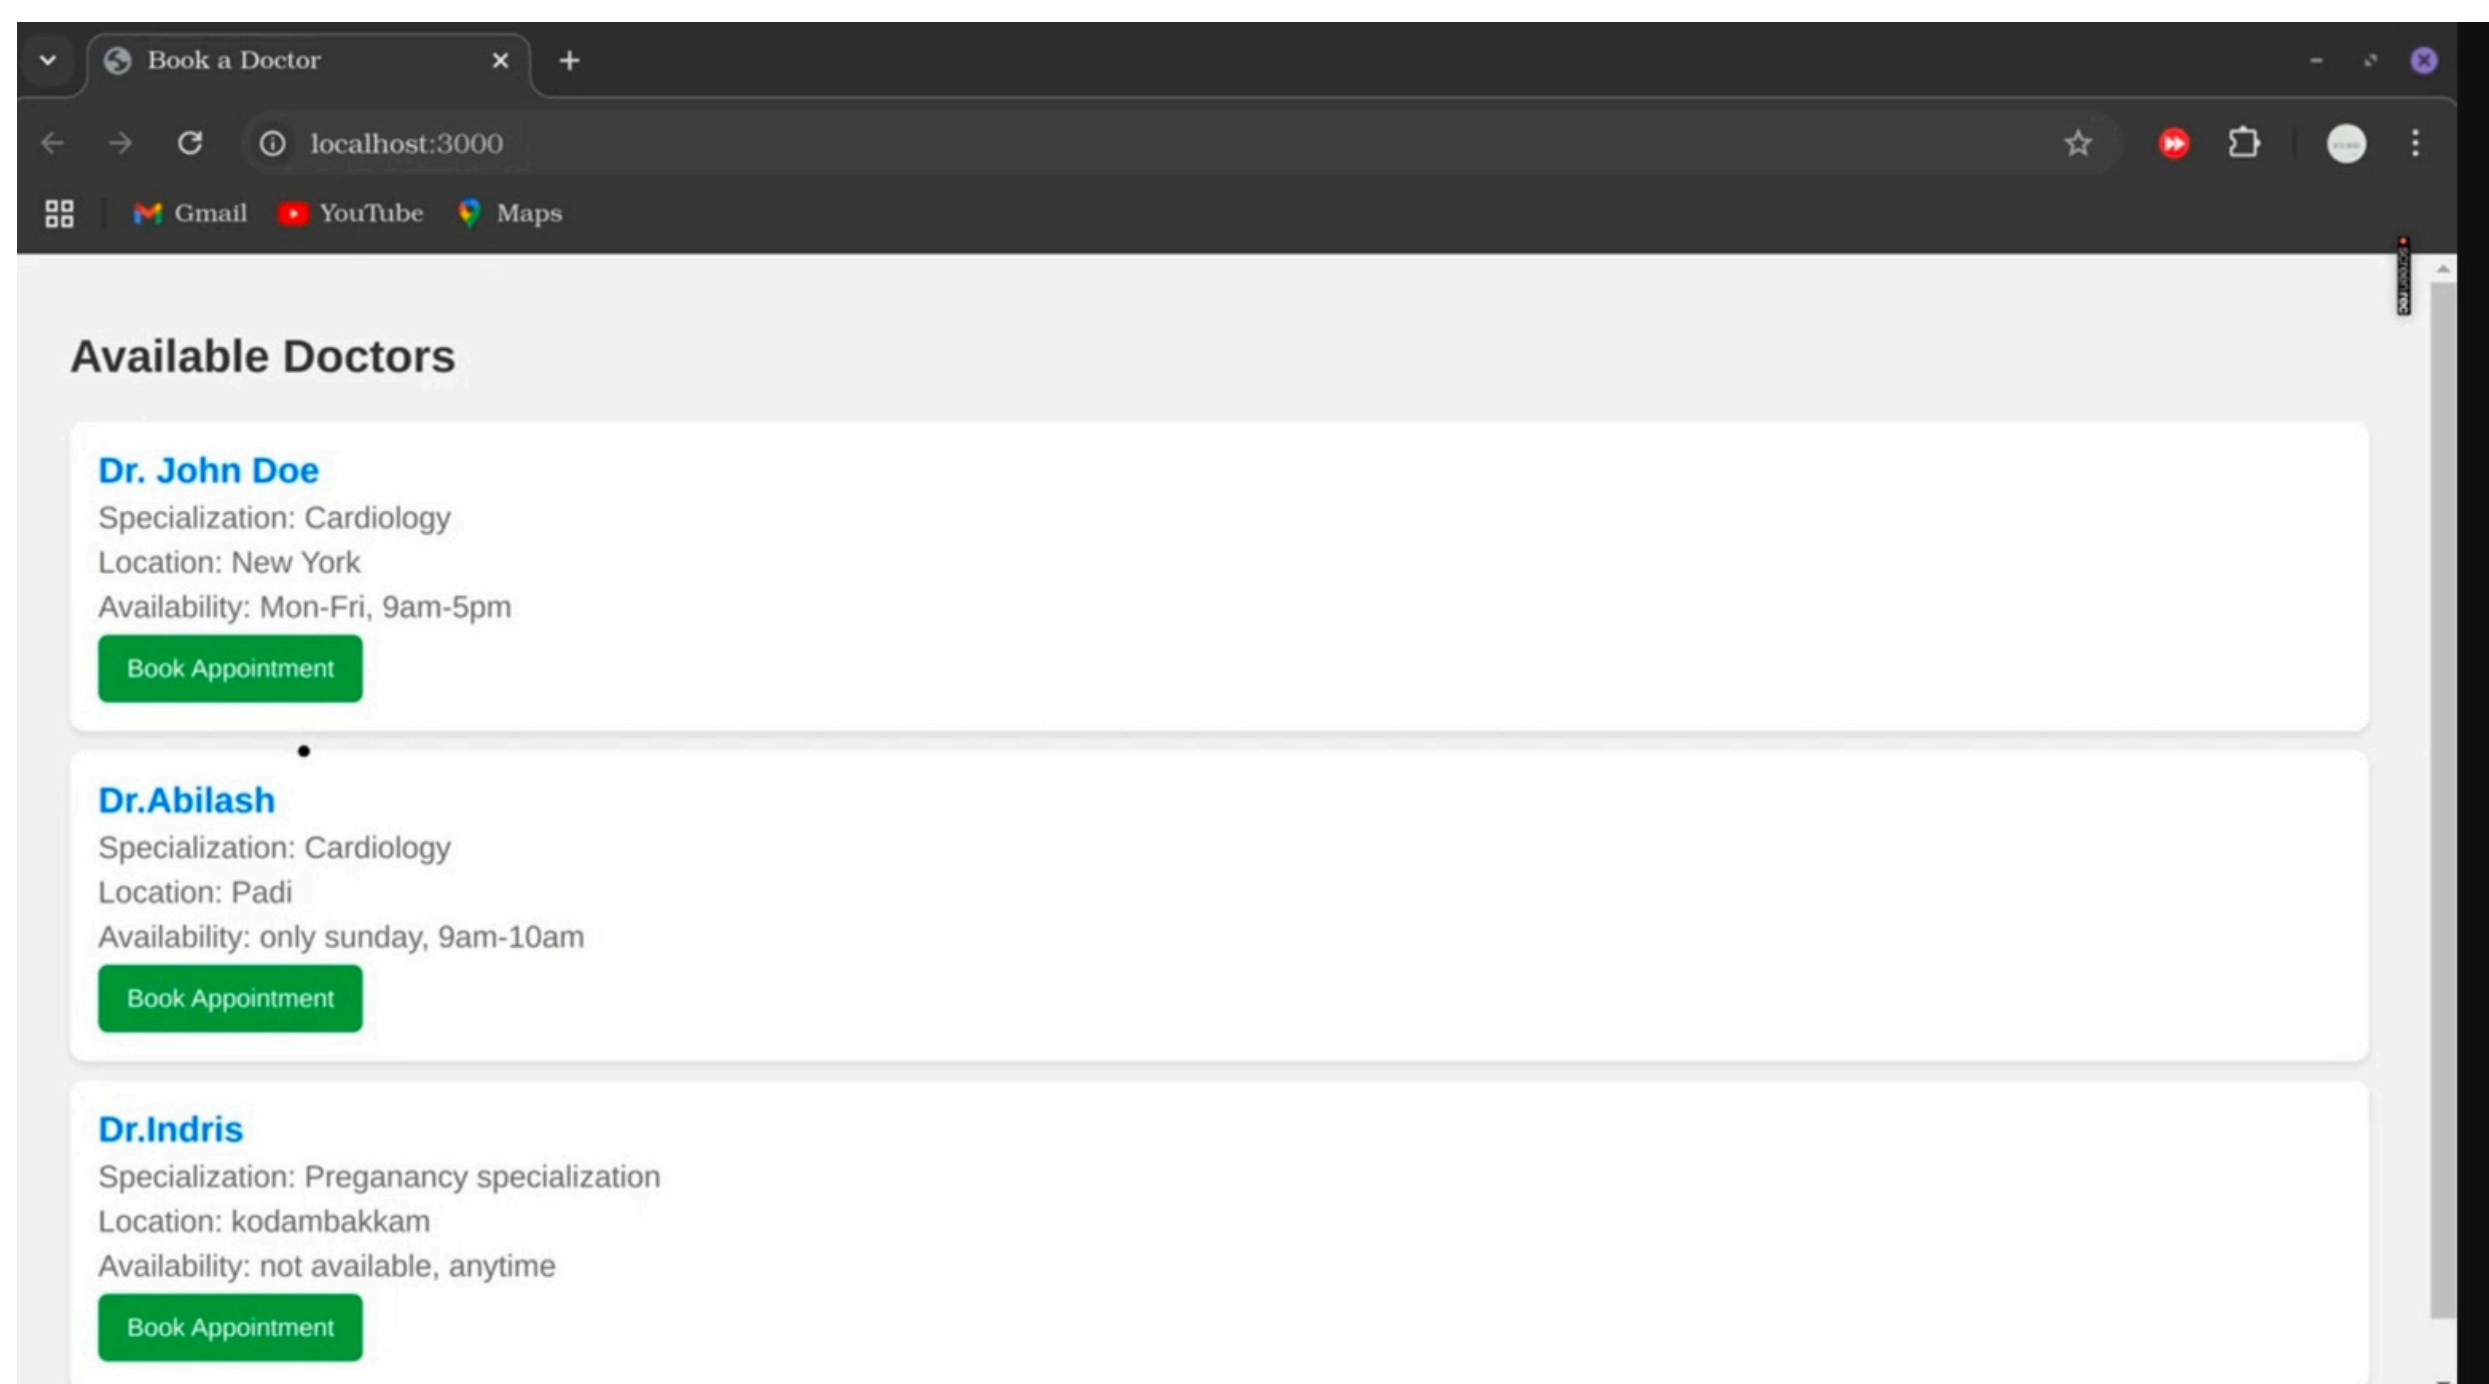 Book a Doctor
localhost:3000
Gmail YouTube Maps
screenrec
Available Doctors
Dr. John Doe
Specialization: Cardiology
Location: New York
Availability: Mon-Fri, 9am-5pm
Book Appointment
Dr.Abilash
Specialization: Cardiology
Location: Padi
Availability: only sunday, 9am-10am
Book Appointment
Dr.Indris
Specialization: Preganancy specialization
Location: kodambakkam
Availability: not available, anytime
Book Appointment